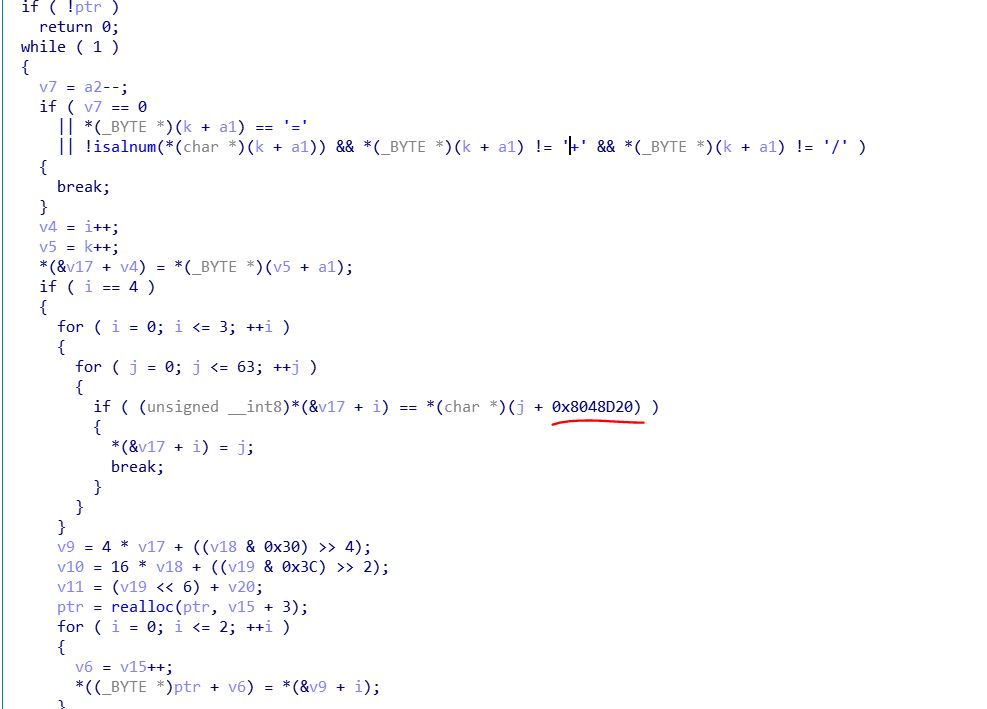 if ( !ptr )
return 0;
while ( 1 )
{
v7 = a2--;
if ( v7 == 0
|| *(_BYTE *)(k + a1) == '='
|| !isalnum(*(char *)(k + a1)) && *(_BYTE *)(k + a1) != '+' && *(_BYTE *)(k + a1) != '/' )
{
break;
}
v4 = i++;
v5 = k++;
*(&v17 + v4) = *(_BYTE *)(v5 + a1);
if ( i == 4 )
{
for ( i = 0; i <= 3; ++i )
{
for ( j = 0; j <= 63; ++j )
{
if ( (unsigned __int8)*(&v17 + i) == *(char *)(j + 0x8048D20) )
{
*(&v17 + i) = j;
break;
}
}
}
v9 = 4 * v17 + ((v18 & 0x30) >> 4);
v10 = 16 * v18 + ((v19 & 0x3C) >> 2);
v11 = (v19 << 6) + v20;
ptr = realloc(ptr, v15 + 3);
for ( i = 0; i <= 2; ++i )
{
v6 = v15++;
*((_BYTE *)ptr + v6) = *(&v9 + i);
}